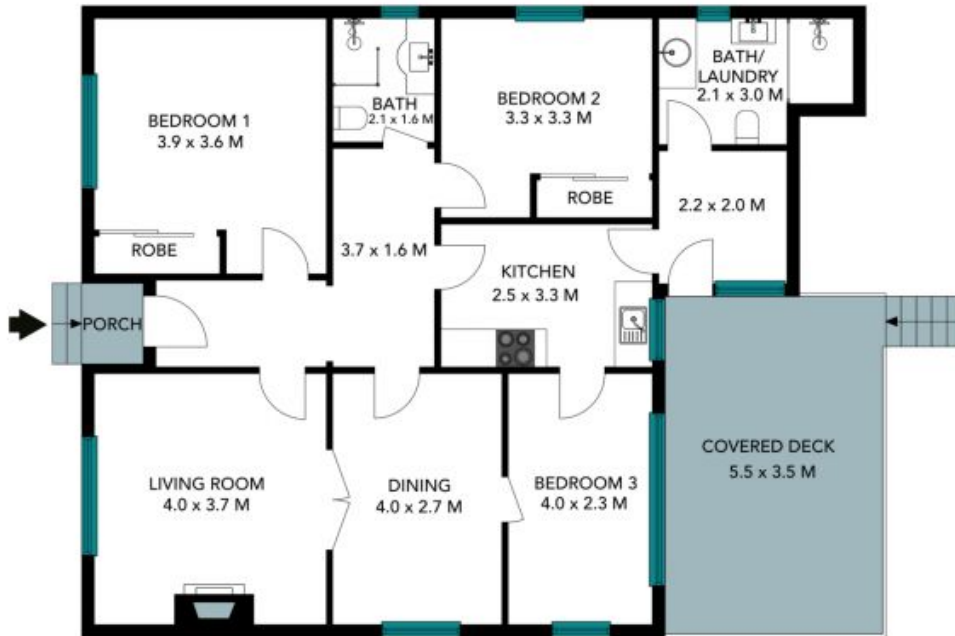 BEDROOM 1
3.9 x 3.6 M
ROBE
BATH
2.1 x 1.6 M
BEDROOM 2
3.3 x 3.3 M
ROBE
BATH/
LAUNDRY
2.1 x 3.0 M
2.2 x 2.0 M
3.7 x 1.6 M
KITCHEN
2.5 x 3.3 M
PORCH
LIVING ROOM
4.0 x 3.7 M
DINING
4.0 x 2.7 M
BEDROOM 3
4.0 x 2.3 M
COVERED DECK
5.5 x 3.5 M